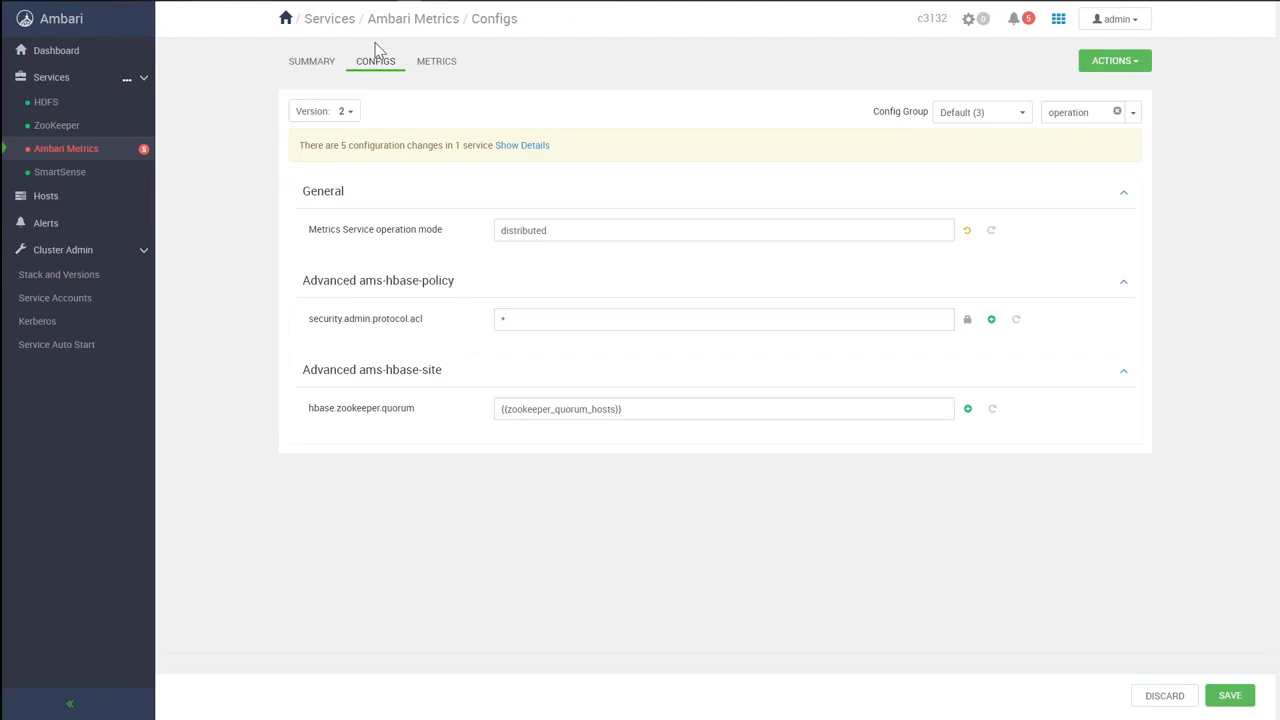 Ambari
Services / Ambari Metrics / Configs
c3132
0
5
admin
Dashboard
Services
...
HDFS
ZooKeeper
Ambari Metrics
5
SmartSense
Hosts
Alerts
Cluster Admin
Stack and Versions
Service Accounts
Kerberos
Service Auto Start
«
SUMMARY
CONFIGS
METRICS
ACTIONS
Version: 2
Config Group
Default (3)
operation
There are 5 configuration changes in 1 service Show Details
General
Metrics Service operation mode
distributed
Advanced ams-hbase-policy
security.admin.protocol.acl
*
Advanced ams-hbase-site
hbase.zookeeper.quorum
{{zookeeper_quorum_hosts}}
DISCARD
SAVE